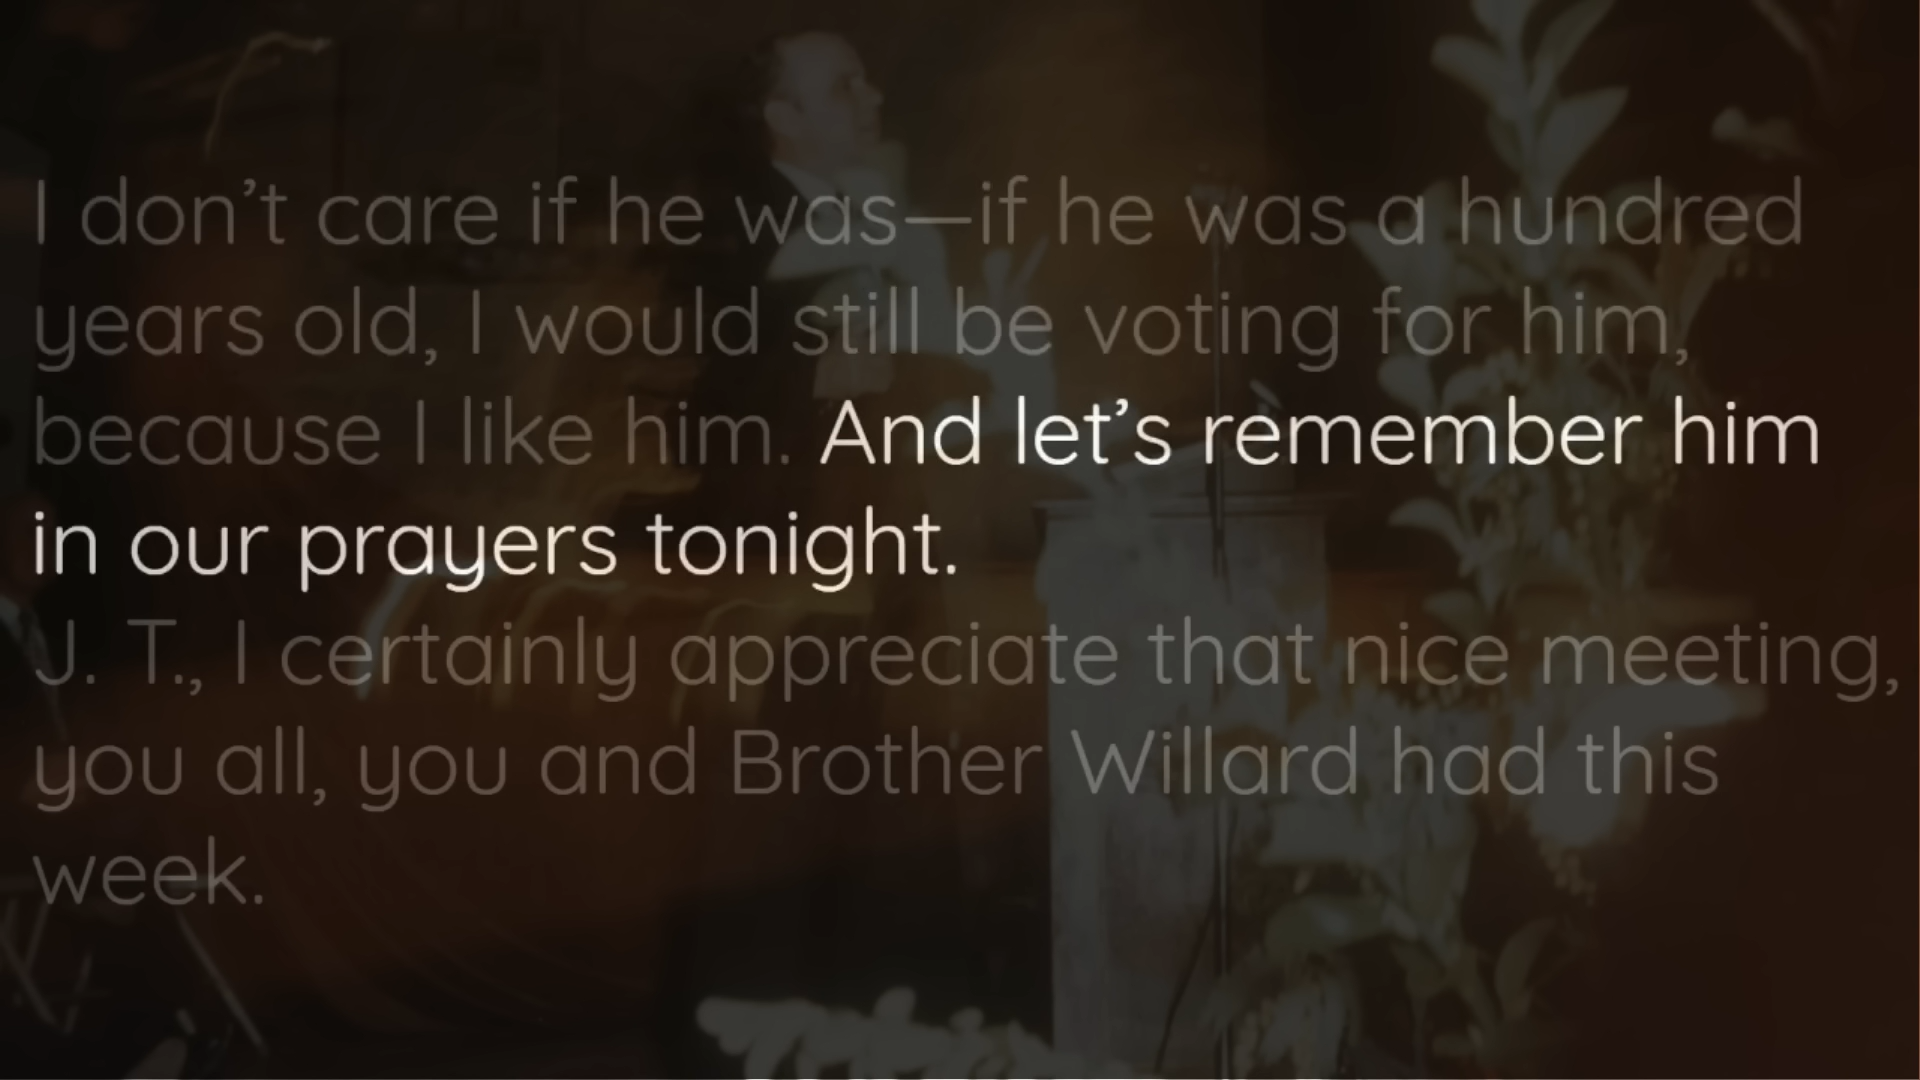 I don’t care if he was—if he was a hundred
years old, I would still be voting for him,
because I like him. And let’s remember him
in our prayers tonight.
J. T., I certainly appreciate that nice meeting,
you all, you and Brother Willard had this
week.